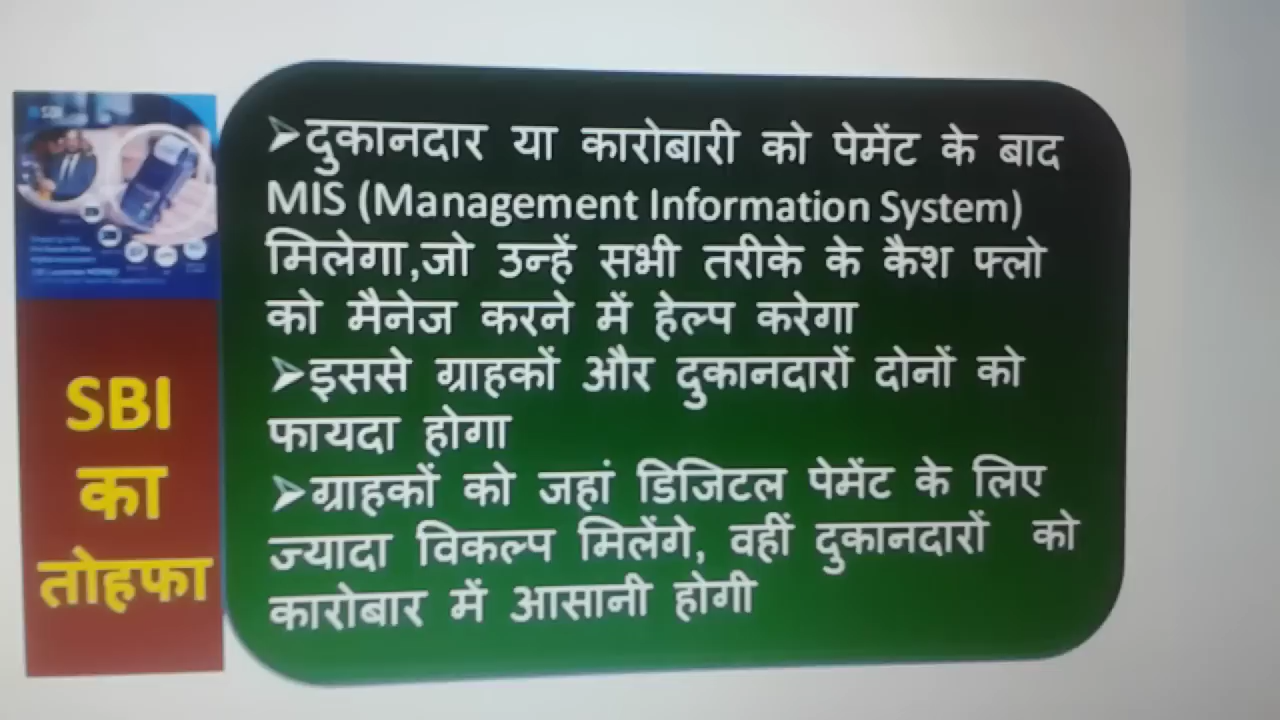 SBI
SBI
का
तोहफा
➢दुकानदार या कारोबारी को पेमेंट के बाद
MIS (Management Information System)
मिलेगा,जो उन्हें सभी तरीके के कैश फ्लो
को मैनेज करने में हेल्प करेगा
➢इससे ग्राहकों और दुकानदारों दोनों को
फायदा होगा
➢ग्राहकों को जहां डिजिटल पेमेंट के लिए
ज्यादा विकल्प मिलेंगे, वहीं दुकानदारों को
कारोबार में आसानी होगी